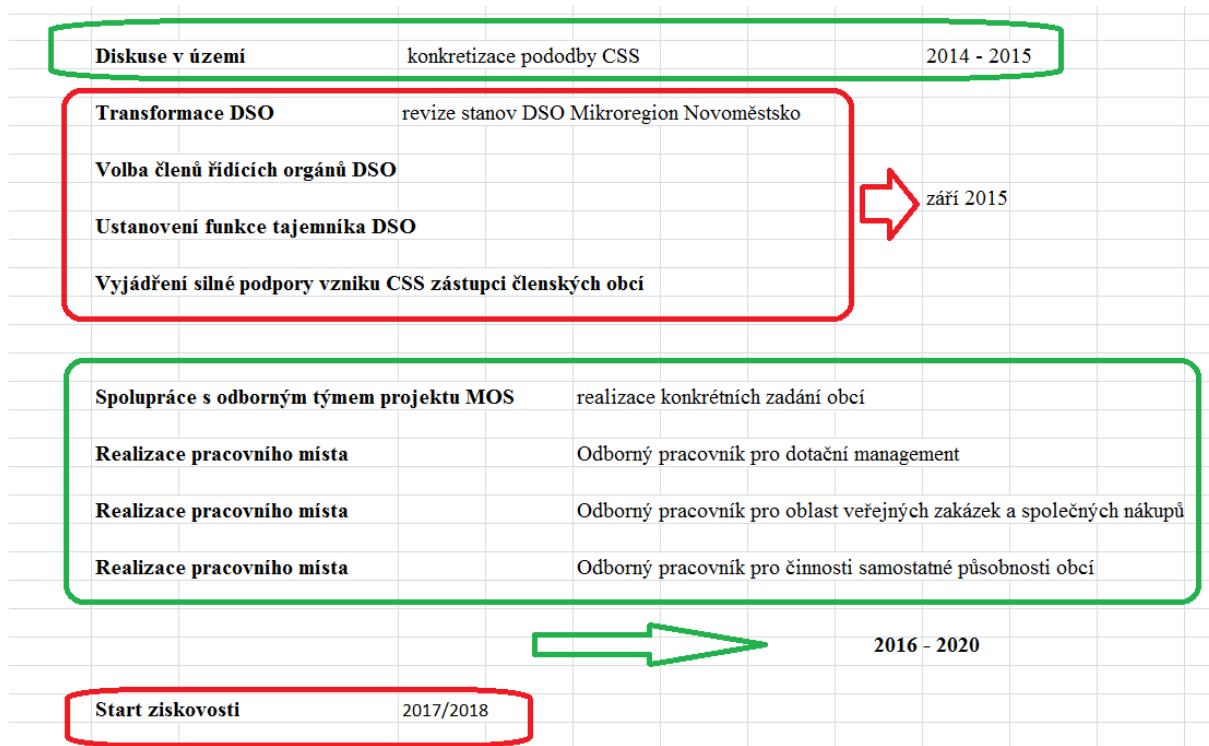 Diskuse v území konkretizace pododby CSS 2014 - 2015
Transformace DSO revize stanov DSO Mikroregion Novoměstsko
Volba členů řídících orgánů DSO
září 2015
Ustanovení funkce tajemníka DSO
Vyjádření silné podpory vzniku CSS zástupci členských obcí
Spolupráce s odborným týmem projektu MOS realizace konkrétních zadání obcí
Realizace pracovního místa Odborný pracovník pro dotační management
Realizace pracovního místa Odborný pracovník pro oblast veřejných zakázek a společných nákupů
Realizace pracovního místa Odborný pracovník pro činnosti samostatné působnosti obcí
2016 - 2020
Start ziskovosti 2017/2018